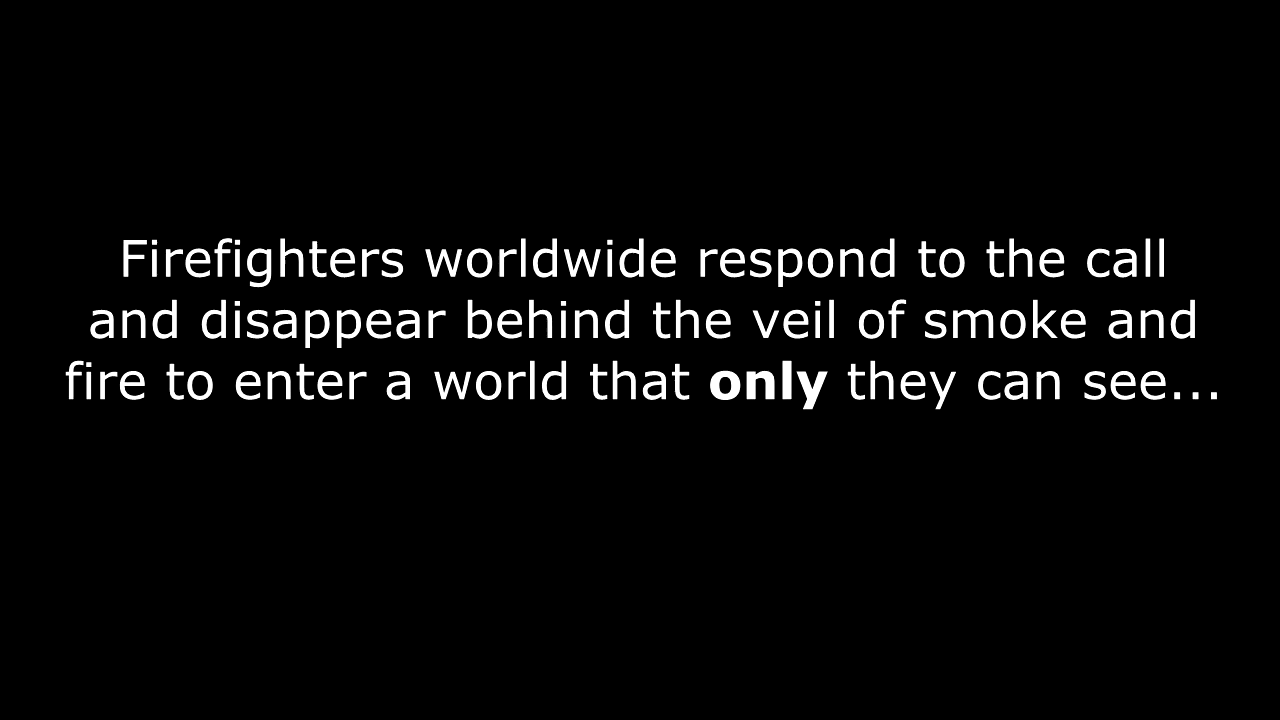 Firefighters worldwide respond to the call
and disappear behind the veil of smoke and
fire to enter a world that only they can see...